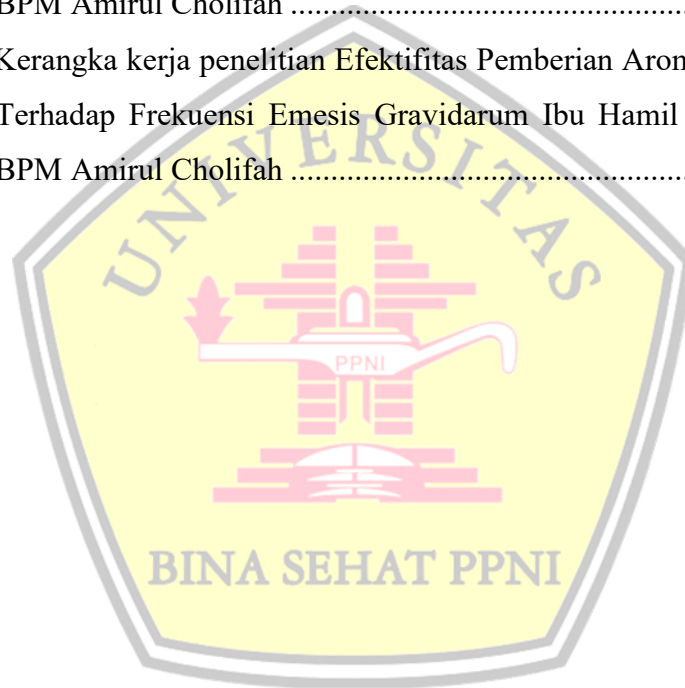 BPM Amirul Cholifah ....................................................
Kerangka kerja penelitian Efektifitas Pemberian
Terhadap Frekuensi Emesis Gravidarum Ibu Hamil
BPM Amirul Cholifah ....................................................
UNIVERSITAS
PPNI
BINA SEHAT PPNI